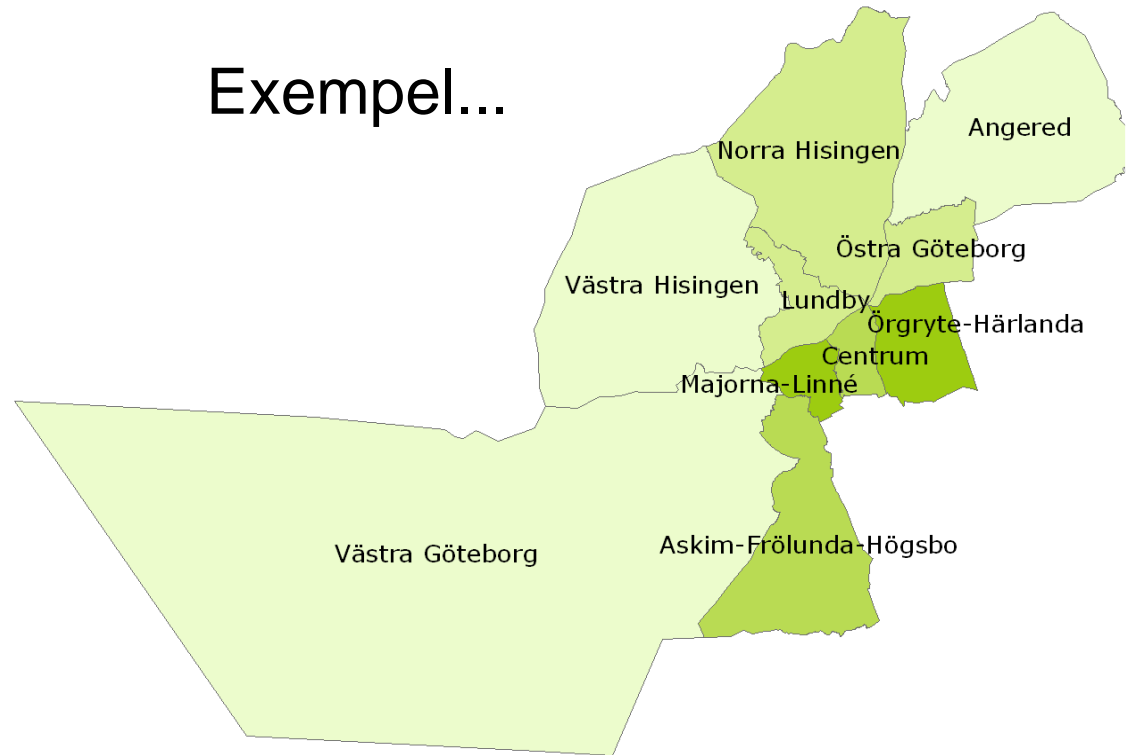 Exempel...
Angered
Norra Hisingen
Östra Göteborg
Västra Hisingen
Lundby
Örgryte-Härlanda
Centrum
Majorna-Linné
Askim-Frölunda-Högsbo
Västra Göteborg